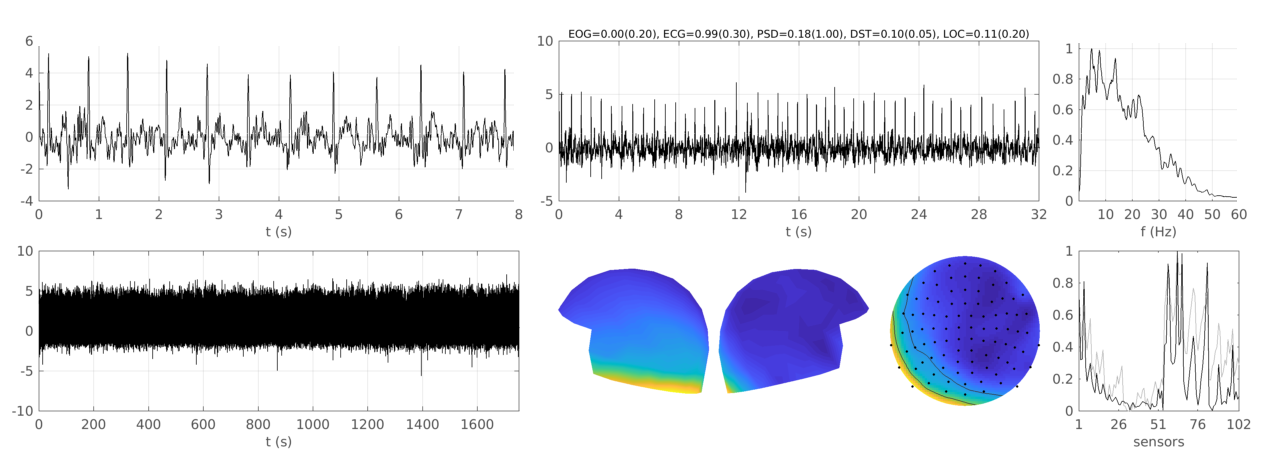 EOG=0.00(0.20), ECG=0.99(0.30), PSD=0.18(1.00), DST=0.10(0.05), LOC=0.11(0.20)
6
4
2
0
-2
-4
0 1 2 3 4 5 6 7 8
t (s)
10
5
0
-5
0 4 8 12 16 20 24 28 32
t (s)
1
0.8
0.6
0.4
0.2
0
10 20 30 40 50 60
f (Hz)
10
5
0
-5
-10
0 200 400 600 800 1000 1200 1400 1600
t (s)
1
0.8
0.6
0.4
0.2
0
1 26 51 76 102
sensors